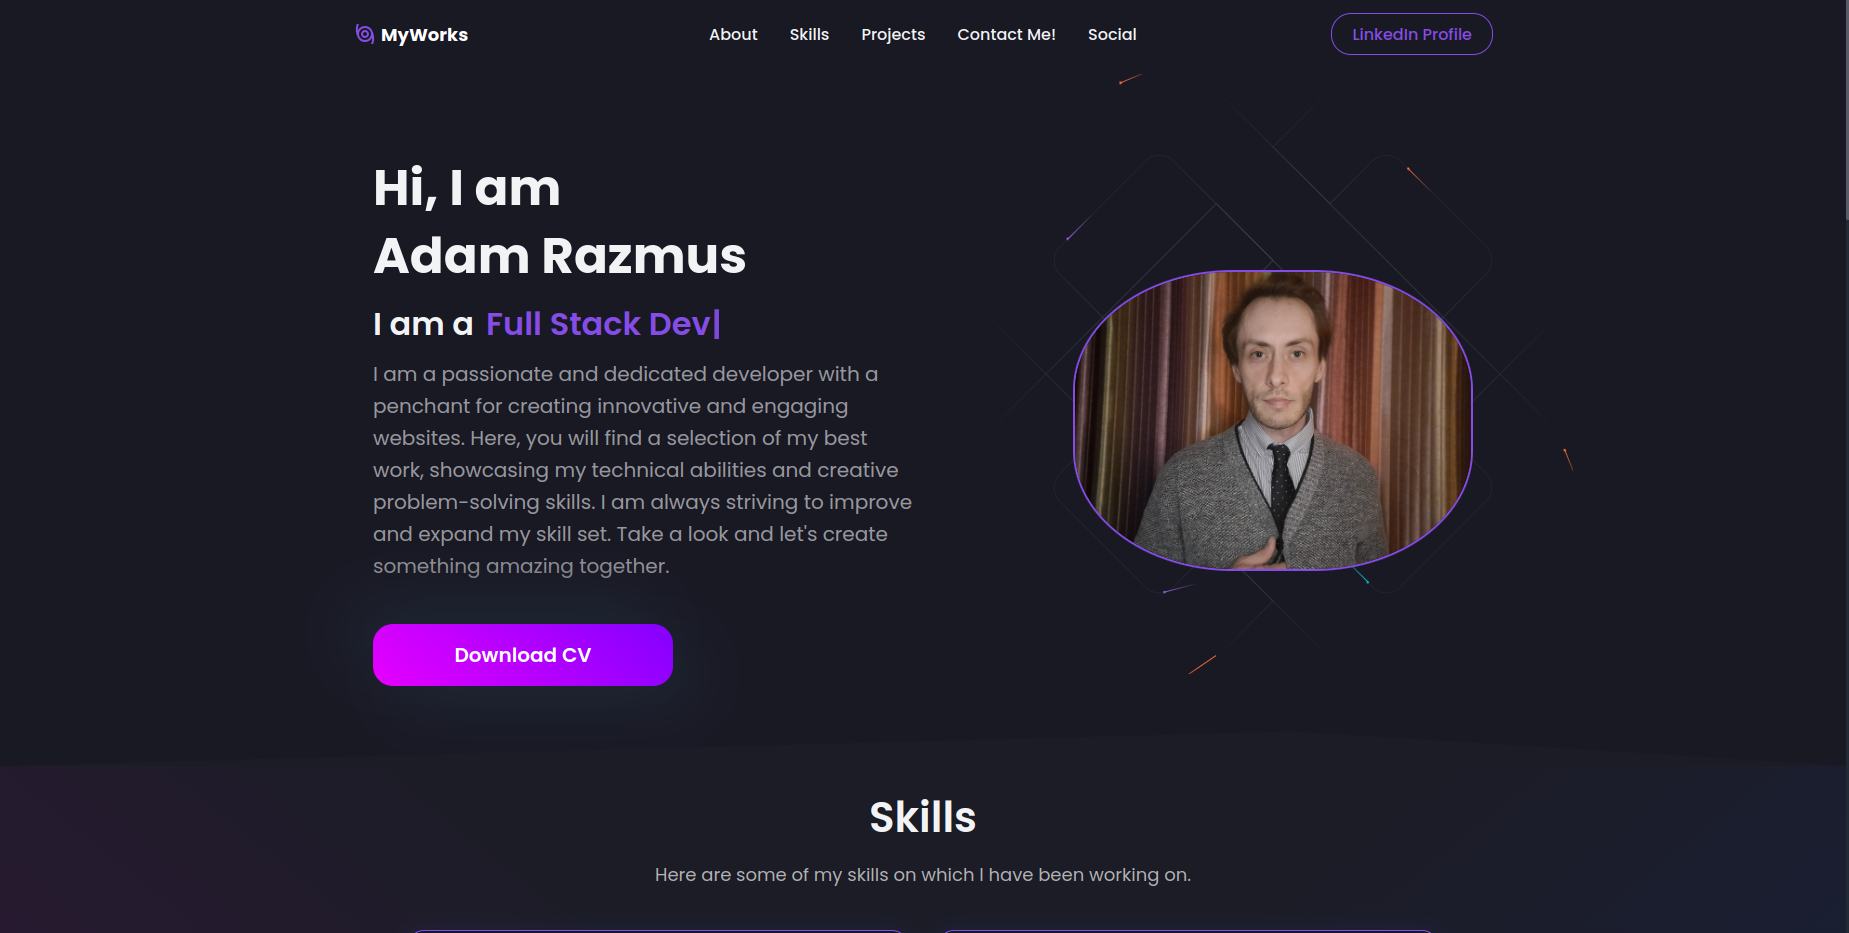 MyWorks
About Skills Projects Contact Me! Social
LinkedIn Profile
Hi, I am
Adam Razmus
I am a Full Stack Dev|
I am a passionate and dedicated developer with a
penchant for creating innovative and engaging
websites. Here, you will find a selection of my best
work, showcasing my technical abilities and creative
problem-solving skills. I am always striving to improve
and expand my skill set. Take a look and let's create
something amazing together.
Download CV
Skills
Here are some of my skills on which I have been working on.